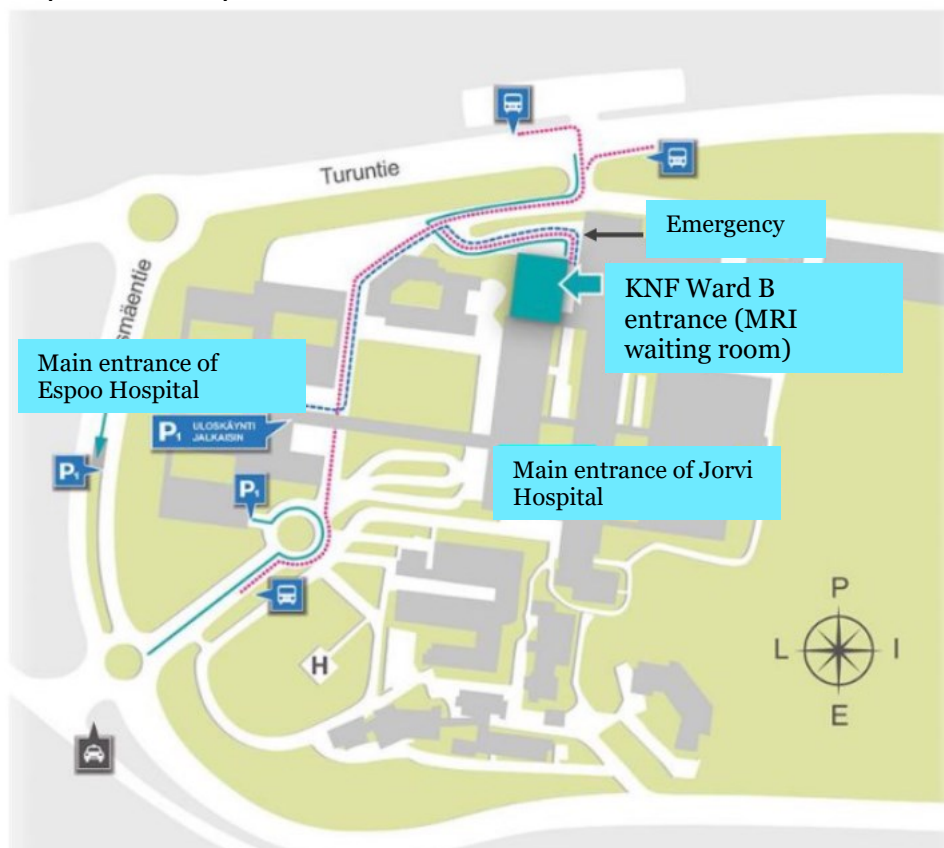 Turuntie
Emergency
KNF Ward B
entrance (MRI
waiting room)
smäentie
Main entrance of
Espoo Hospital
P1 ULOSKÄYNTI
JALKAISIN
P1
P1
Main entrance of Jorvi
Hospital
H
P
L I
E